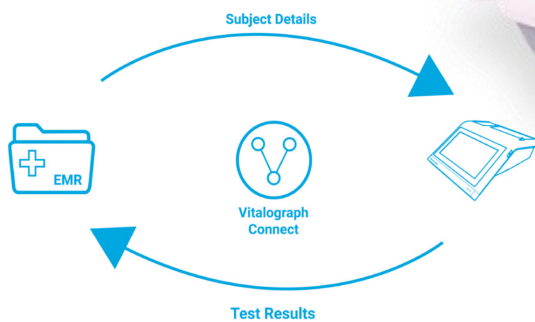 Subject Details
EMR
Vitalograph
Connect
Test Results